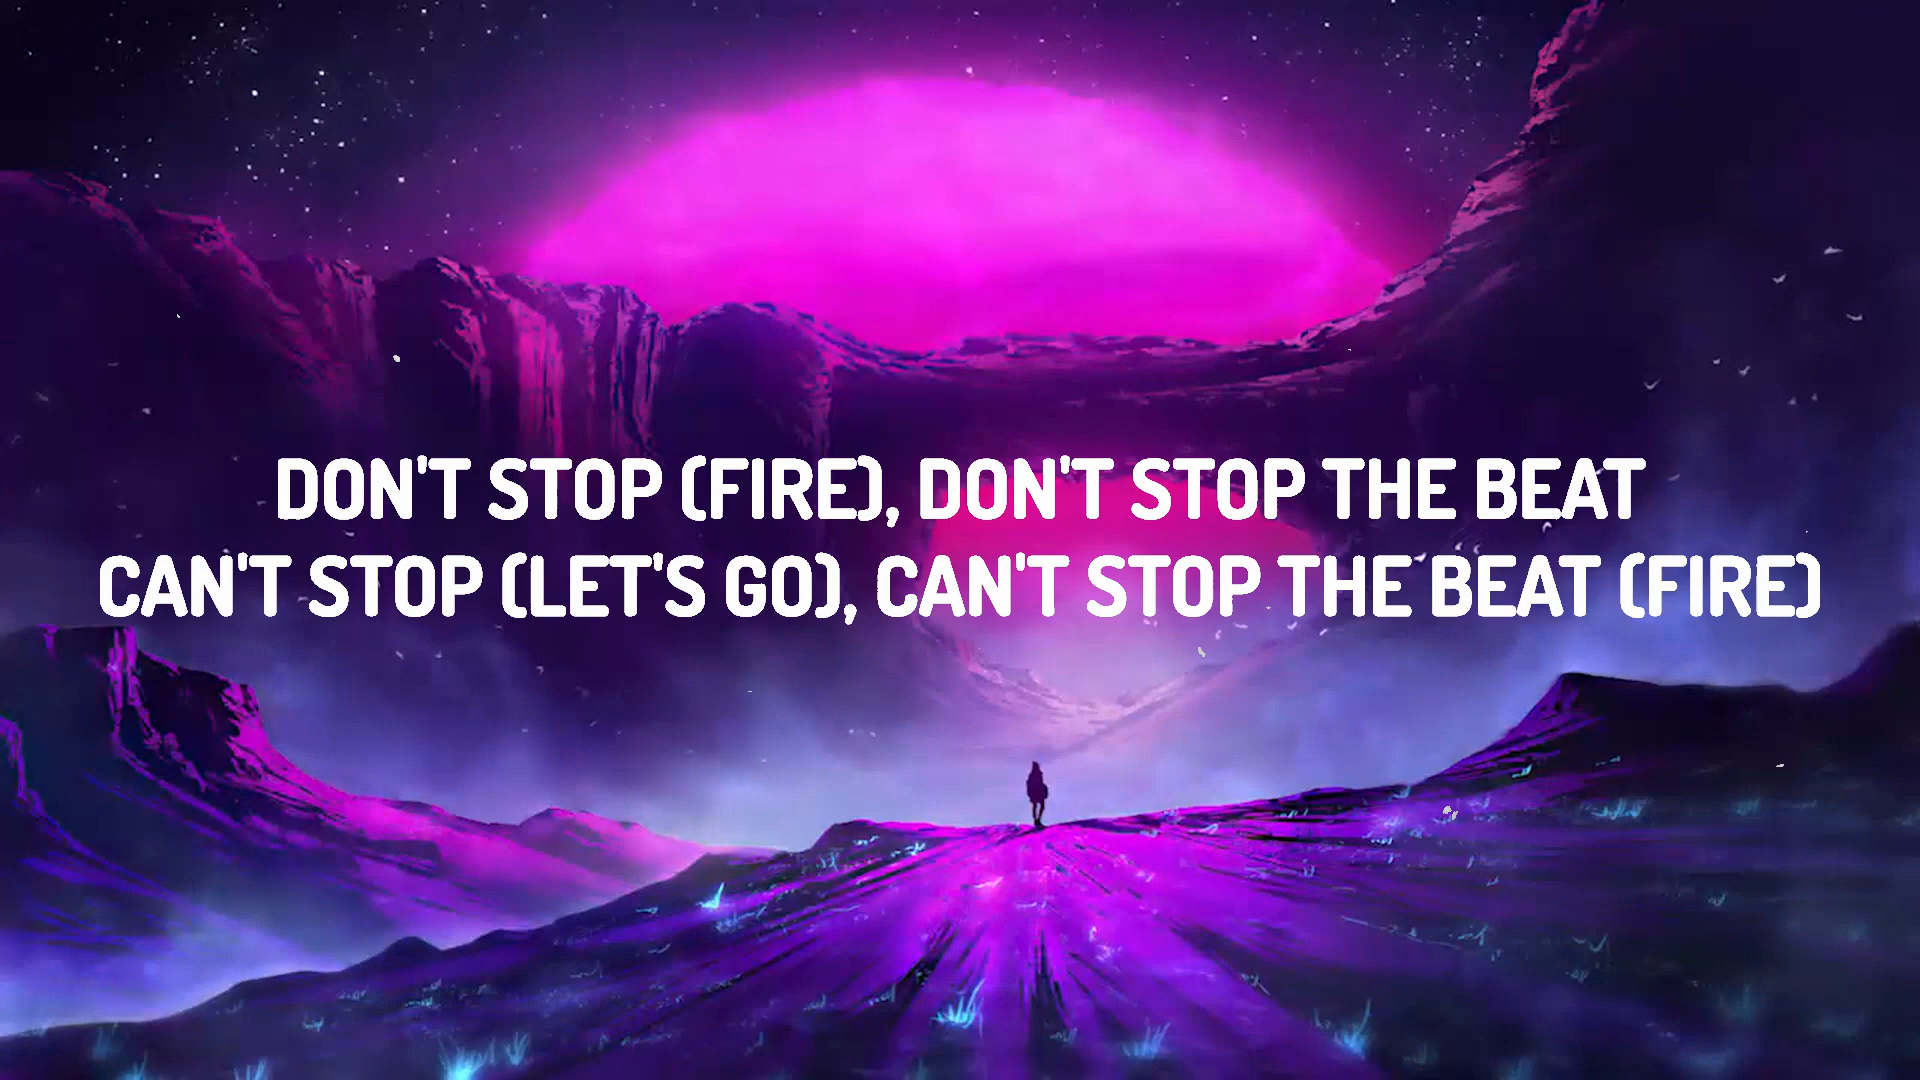 DON'T STOP (FIRE), DON'T STOP THE BEAT
CAN'T STOP (LET'S GO), CAN'T STOP THE BEAT (FIRE)